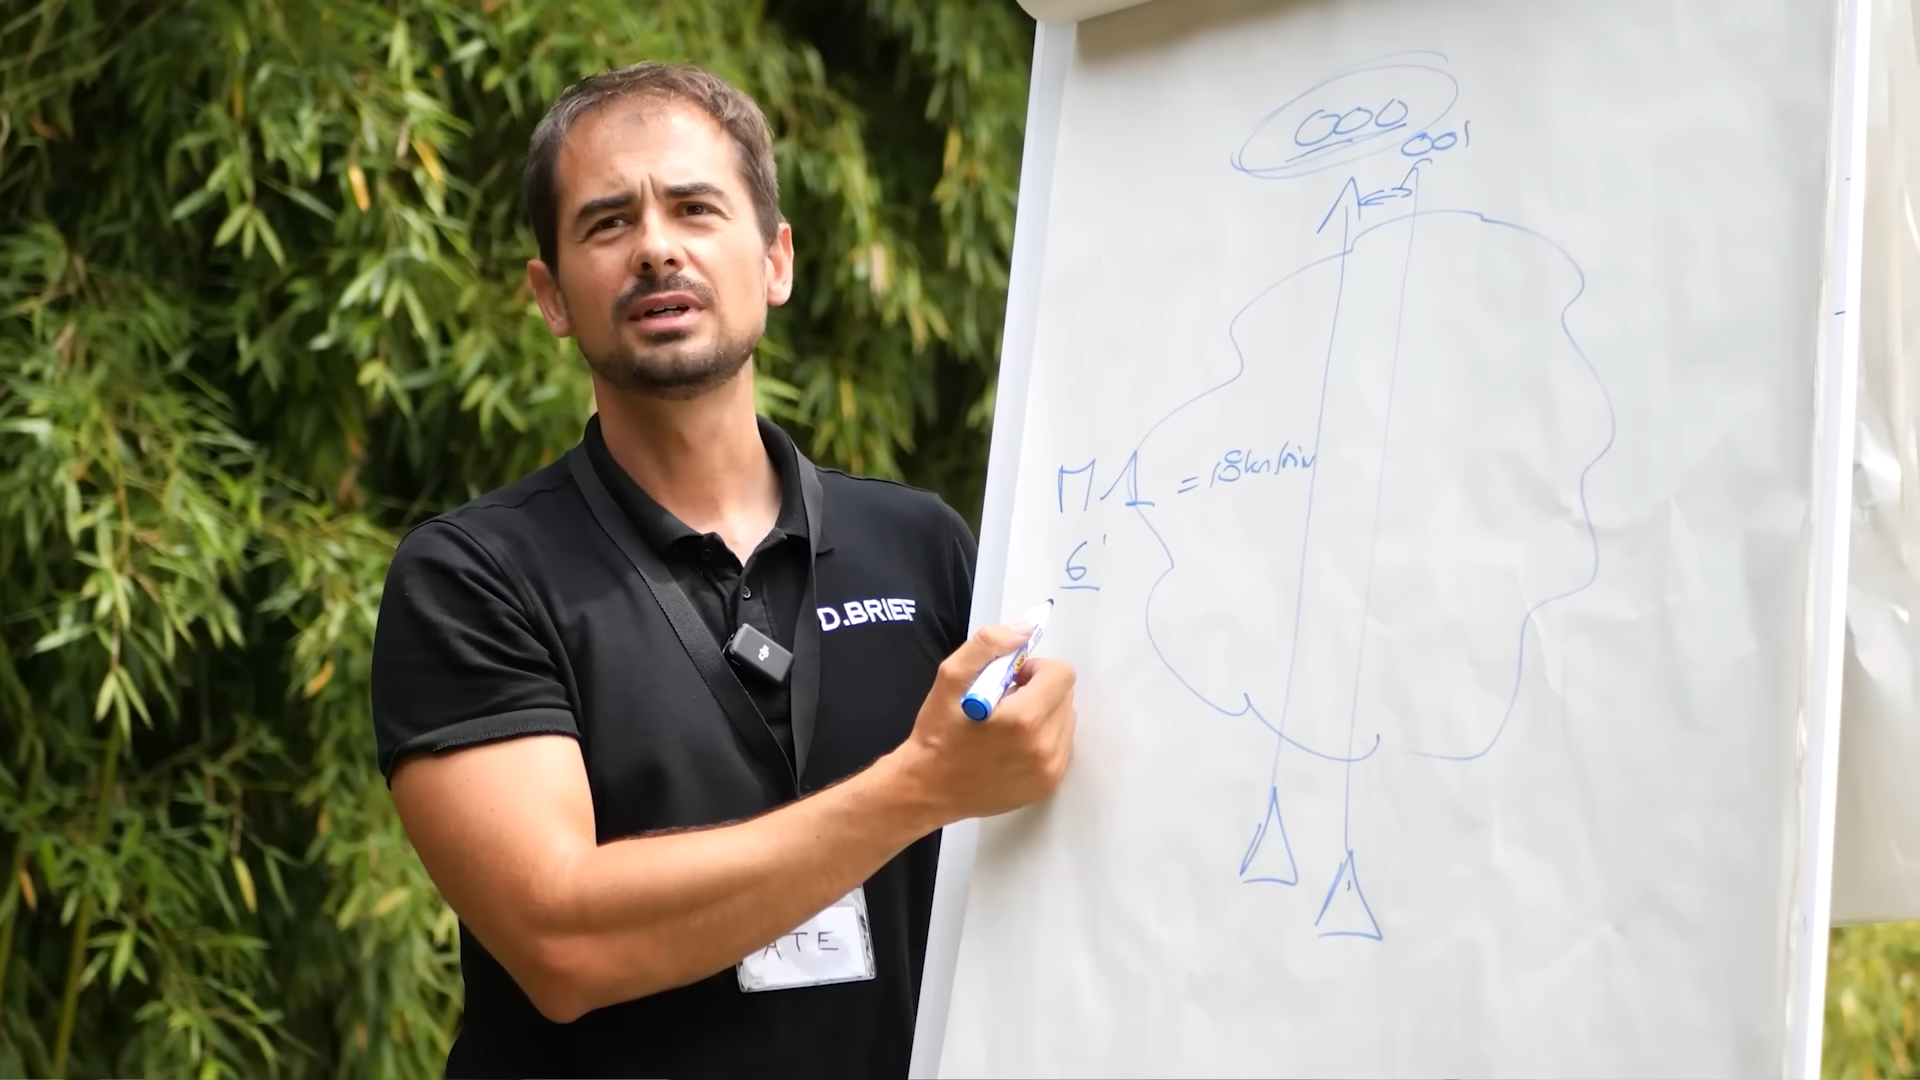 000
001
M1 = 18km/min
6'
D.BRIEF
ATE